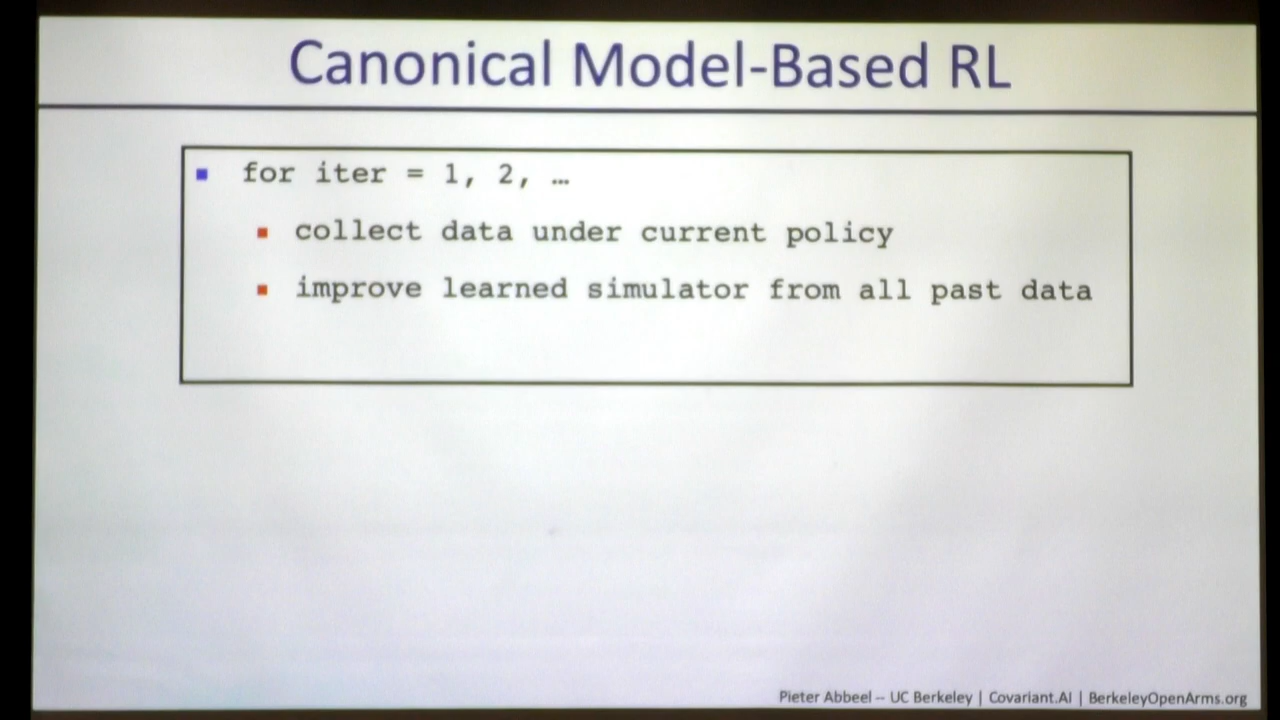 Canonical Model-Based RL
for iter = 1, 2, …
collect data under current policy
improve learned simulator from all past data
Pieter Abbeel -- UC Berkeley | Covariant.AI | BerkeleyOpenArms.org